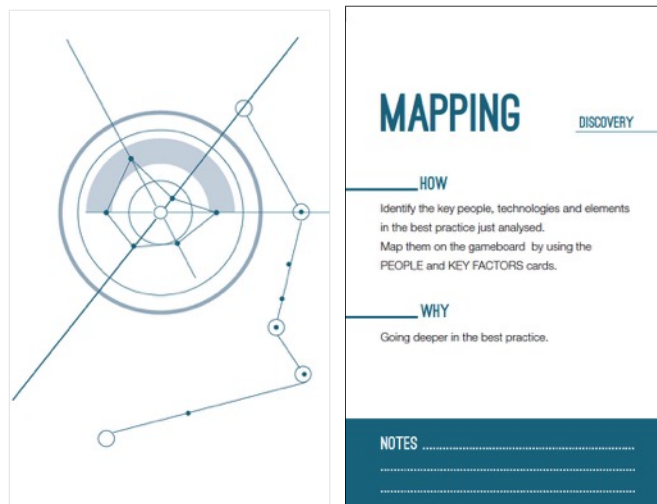 MAPPING
DISCOVERY
HOW
Identify the key people, technologies and elements
in the best practice just analysed.
Map them on the gameboard by using the
PEOPLE and KEY FACTORS cards.
WHY
Going deeper in the best practice.
NOTES